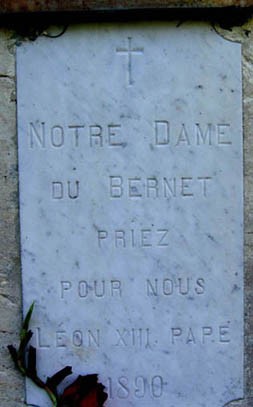 NOTRE DAME
DU BERNET
PRIEZ
POUR NOUS
LÉON XIII PAPE
1890